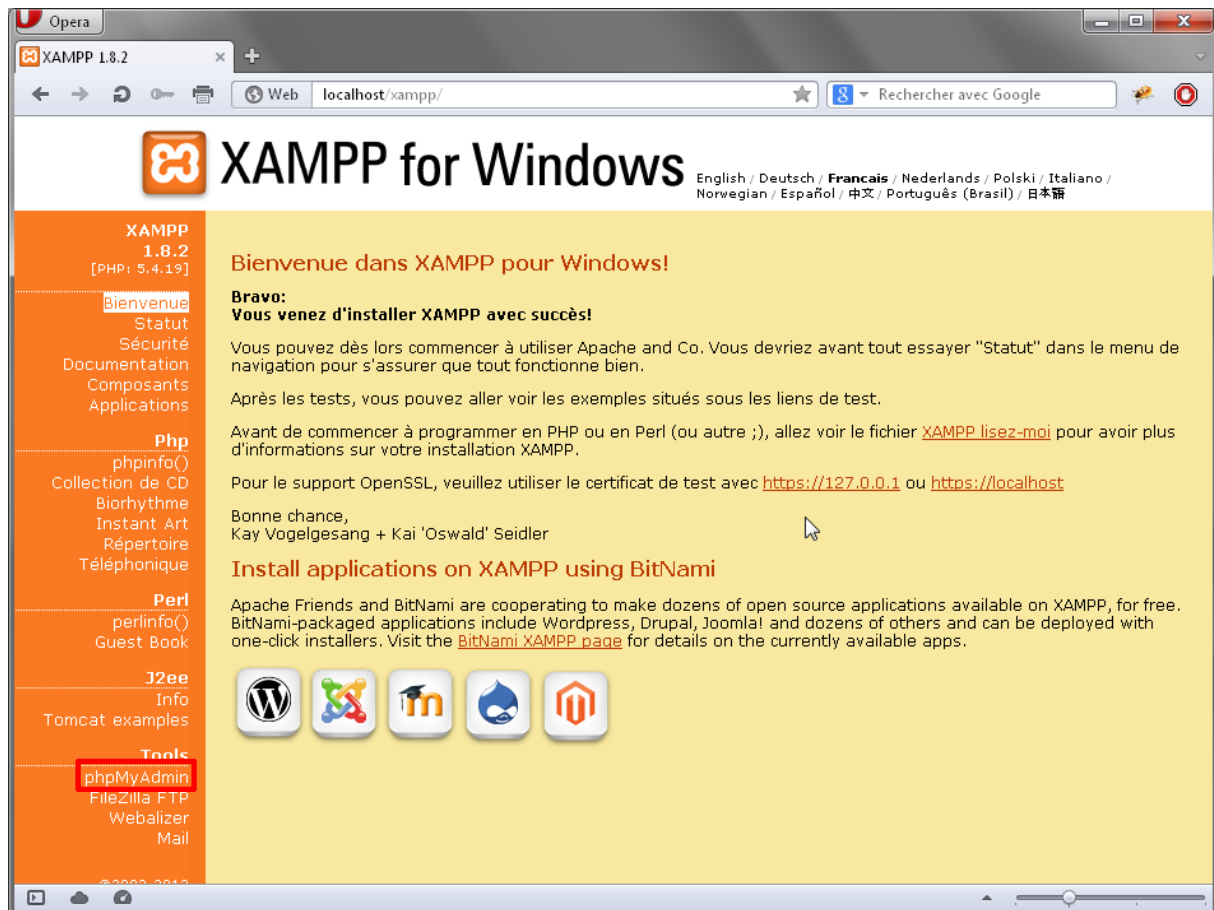 Opera
XAMPP 1.8.2
Web localhost/xampp/
Rechercher avec Google
XAMPP for Windows
English / Deutsch / Francais / Nederlands / Polski / Italiano /
Norwegian / Español / 中文 / Português (Brasil) / 日本語
XAMPP
1.8.2
[PHP: 5.4.19]
Bienvenue
Statut
Sécurité
Documentation
Composants
Applications
Php
phpinfo()
Collection de CD
Biorhythme
Instant Art
Répertoire
Téléphonique
Perl
perlinfo()
Guest Book
J2ee
Info
Tomcat examples
Tools
phpMyAdmin
FileZilla FTP
Webalizer
Mail
Bienvenue dans XAMPP pour Windows!
Bravo:
Vous venez d'installer XAMPP avec succès!
Vous pouvez dès lors commencer à utiliser Apache and Co. Vous devriez avant tout essayer "Statut" dans le menu de
navigation pour s'assurer que tout fonctionne bien.
Après les tests, vous pouvez aller voir les exemples situés sous les liens de test.
Avant de commencer à programmer en PHP ou en Perl (ou autre ;), allez voir le fichier XAMPP lisez-moi pour avoir plus
d'informations sur votre installation XAMPP.
Pour le support OpenSSL, veuillez utiliser le certificat de test avec https://127.0.0.1 ou https://localhost
Bonne chance,
Kay Vogelgesang + Kai 'Oswald' Seidler
Install applications on XAMPP using BitNami
Apache Friends and BitNami are cooperating to make dozens of open source applications available on XAMPP, for free.
BitNami-packaged applications include Wordpress, Drupal, Joomla! and dozens of others and can be deployed with
one-click installers. Visit the BitNami XAMPP page for details on the currently available apps.